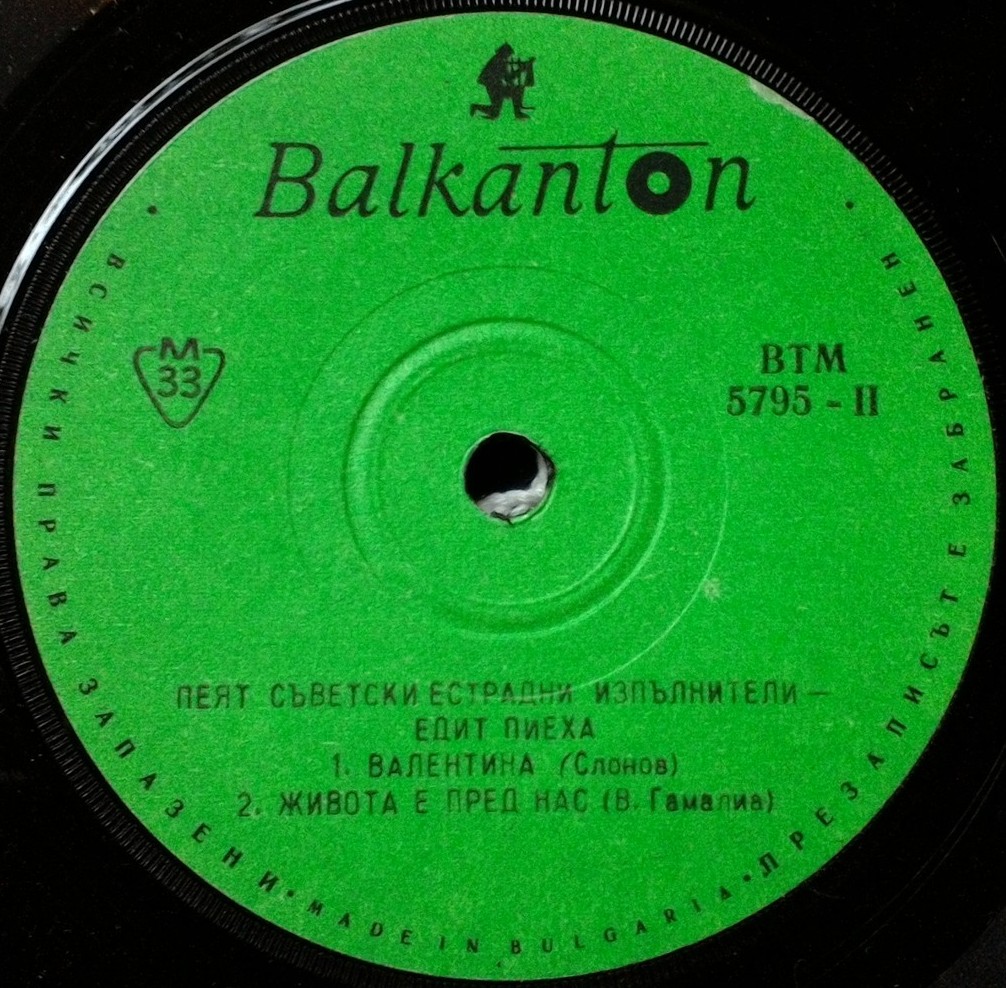 Balkanton
М
33
ВТМ
5795 - II
ПЕЯТ СЪВЕТСКИ ЕСТРАДНИ ИЗПЪЛНИТЕЛИ —
ЕДИТ ПИЕХА
1. ВАЛЕНТИНА (Слонов)
2. ЖИВОТА Е ПРЕД НАС (В. Гамалиа)
• ВСИЧКИ ПРАВА ЗАПАЗЕНИ • MADE IN BULGARIA • ПРЕЗАПИСЪТ Е ЗАБРАНЕН •